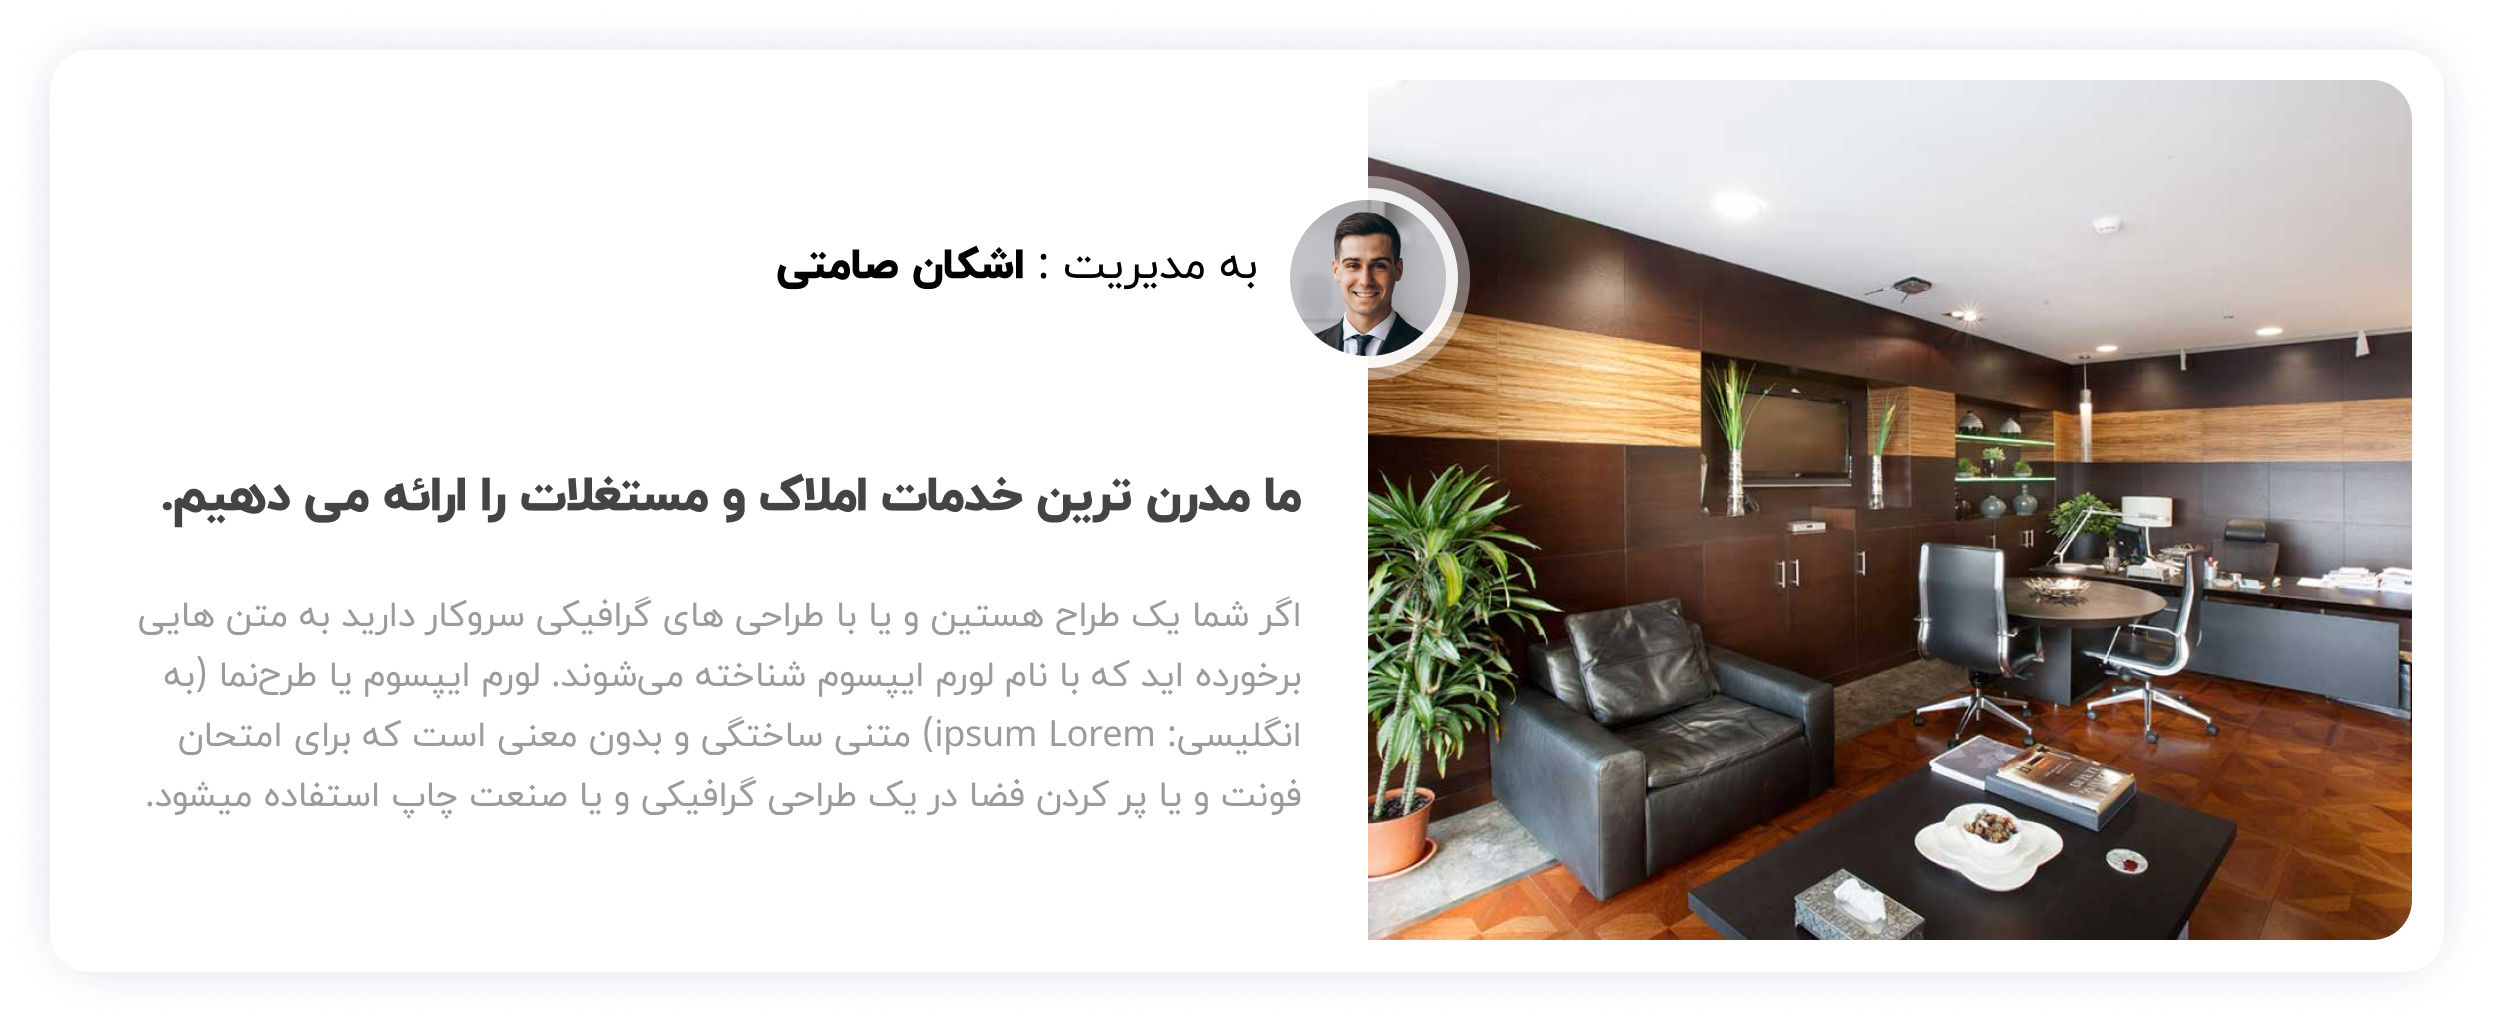 به مدیریت : اشکان صامتی
ما مدرن ترین خدمات املاک و مستغلات را ارائه می دهیم.
اگر شما یک طراح هستین و یا با طراحی های گرافیکی سروکار دارید به متن هایی
برخورده اید که با نام لورم ایپسوم شناخته می‌شوند. لورم ایپسوم یا طرح‌نما (به
انگلیسی: ipsum Lorem) متنی ساختگی و بدون معنی است که برای امتحان
فونت و یا پر کردن فضا در یک طراحی گرافیکی و یا صنعت چاپ استفاده میشود.